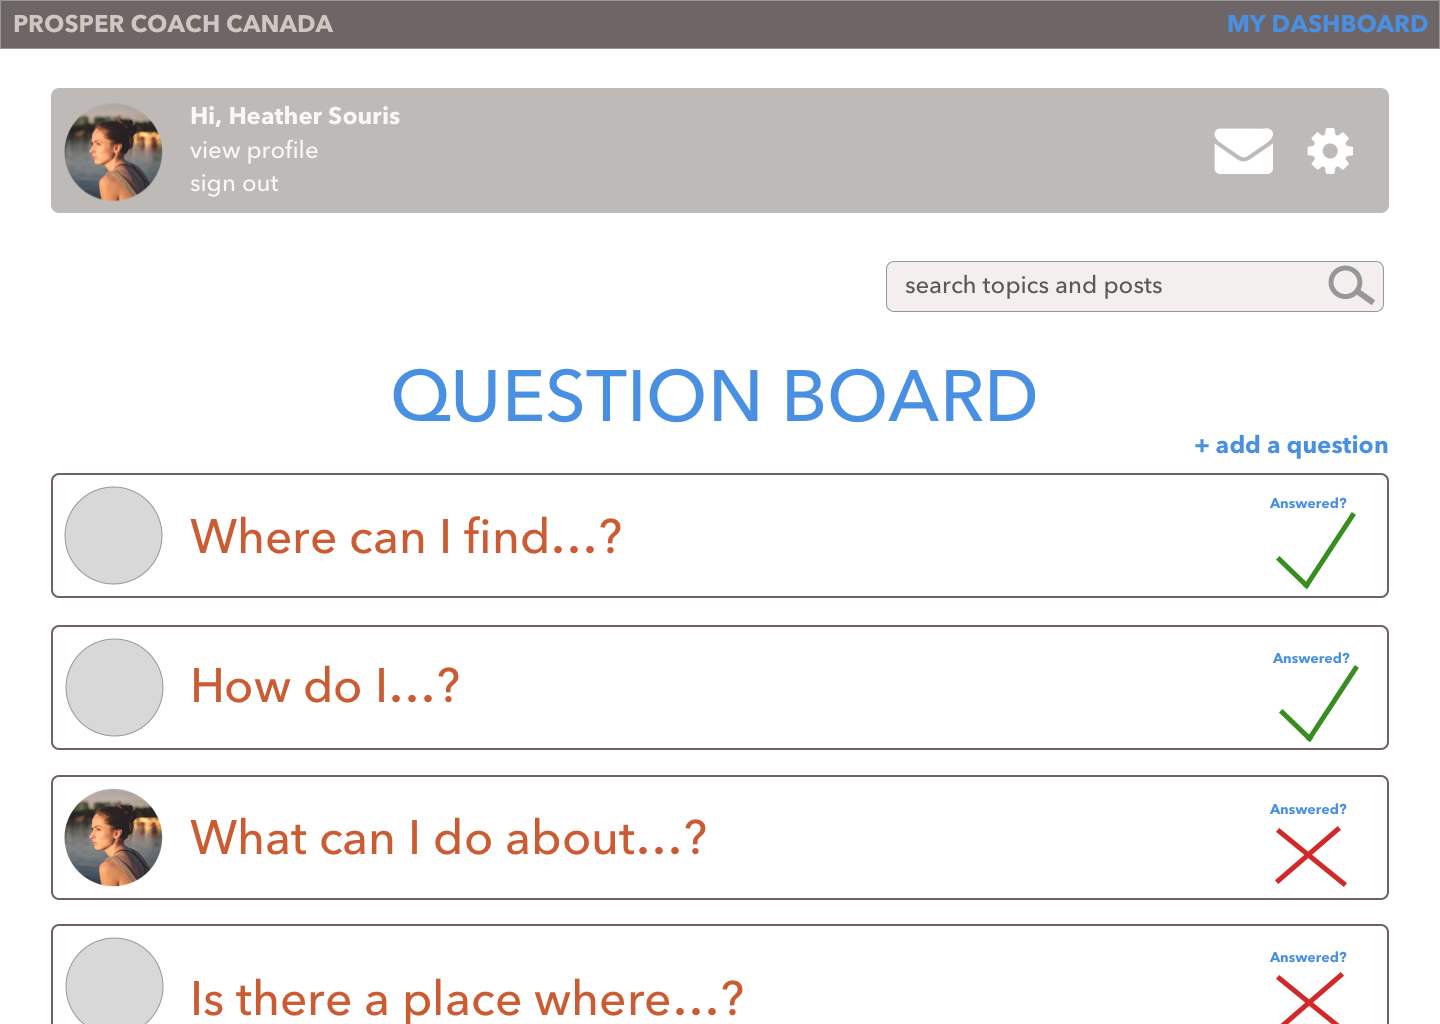 PROSPER COACH CANADA
MY DASHBOARD
Hi, Heather Souris
view profile
sign out
search topics and posts
QUESTION BOARD
+ add a question
Where can I find...?
Answered?
How do I...?
Answered?
What can I do about...?
Answered?
Is there a place where...?
Answered?